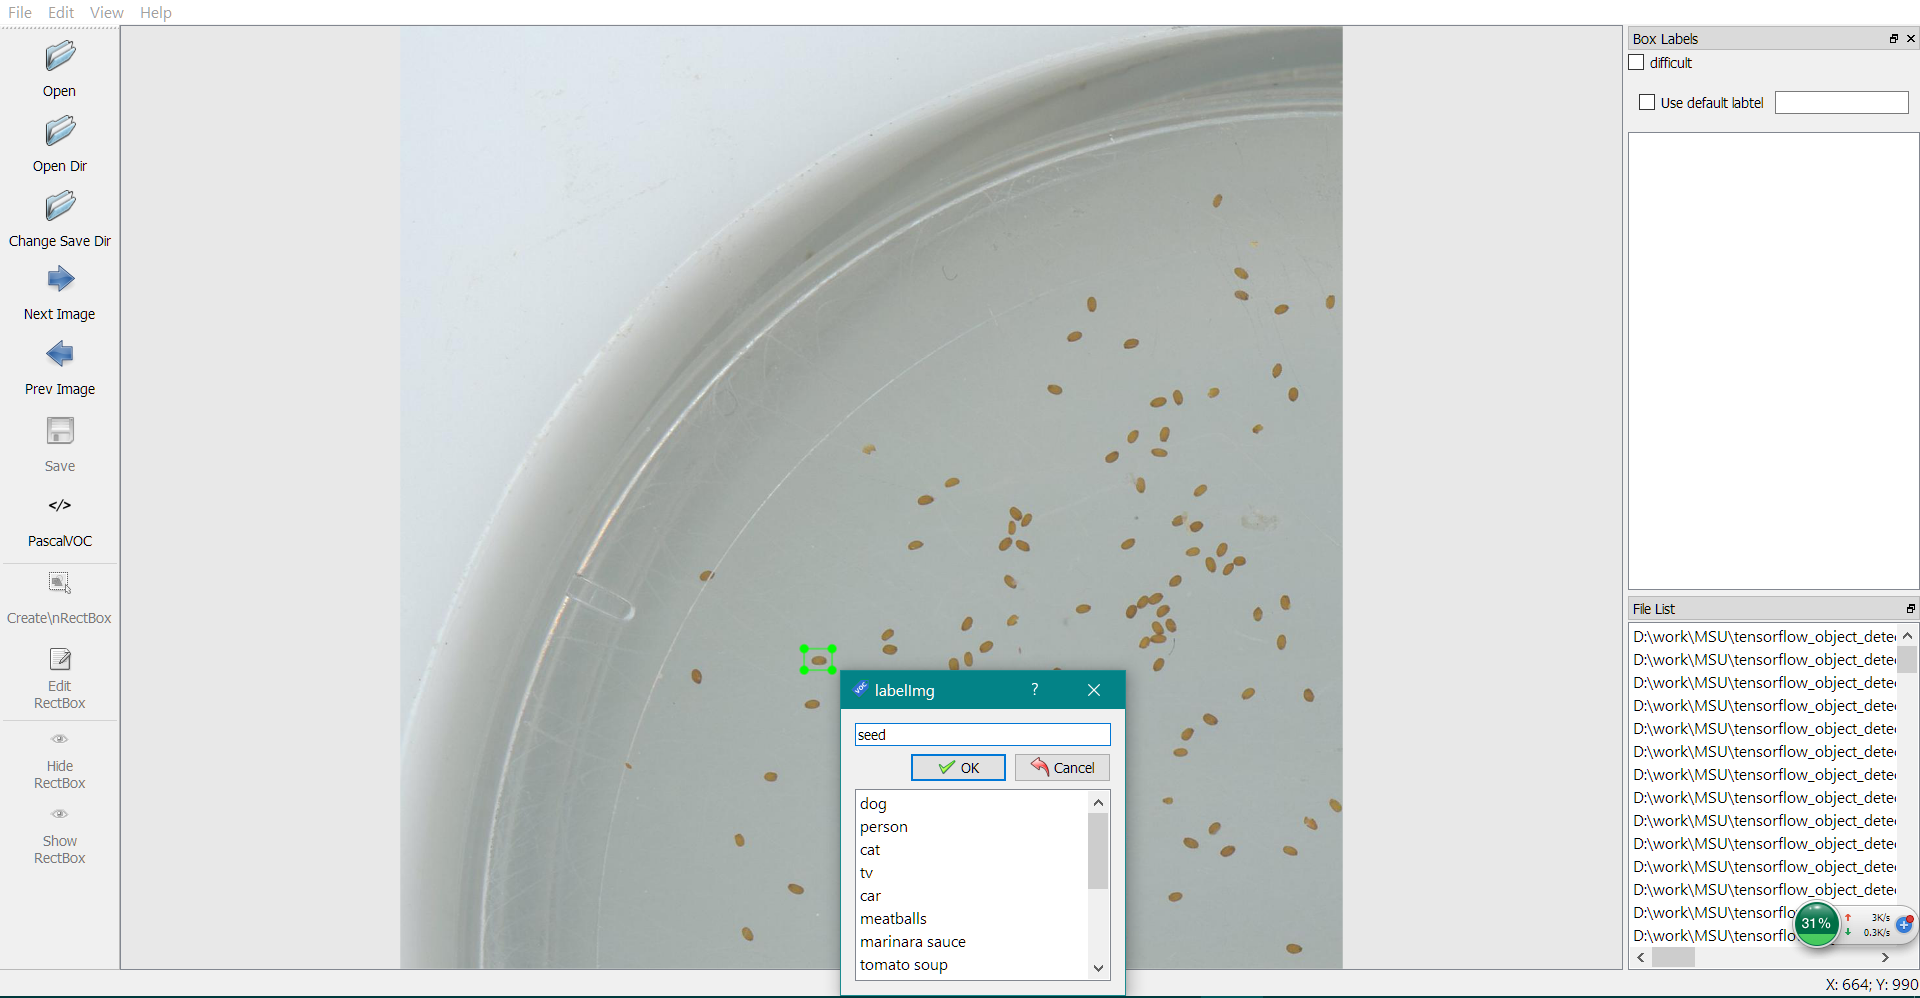 File Edit View Help
Open
Open Dir
Change Save Dir
Next Image
Prev Image
Save
</>
PascalVOC
Create\nRectBox
Edit
RectBox
Hide
RectBox
Show
RectBox
VOC labelImg ?
seed
OK Cancel
dog
person
cat
tv
car
meatballs
marinara sauce
tomato soup
Box Labels
difficult
Use default labtel
File List
D:\work\MSU\tensorflow_object_dete
D:\work\MSU\tensorflow_object_dete
D:\work\MSU\tensorflow_object_dete
D:\work\MSU\tensorflow_object_dete
D:\work\MSU\tensorflow_object_dete
D:\work\MSU\tensorflow_object_dete
D:\work\MSU\tensorflow_object_dete
D:\work\MSU\tensorflow_object_dete
D:\work\MSU\tensorflow_object_dete
D:\work\MSU\tensorflow_object_dete
D:\work\MSU\tensorflow_object_dete
D:\work\MSU\tensorflow_object_dete
D:\work\MSU\tensorflo
D:\work\MSU\tensorflo
31% 3K/s
0.3K/s
X: 664; Y: 990